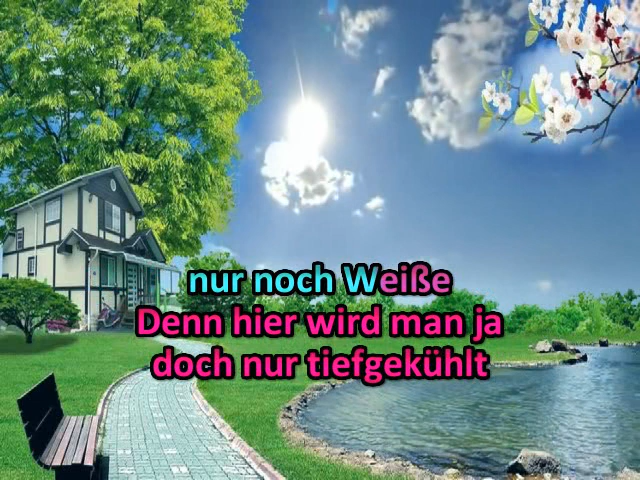 nur noch Weiße
Denn hier wird man ja
doch nur tiefgekühlt